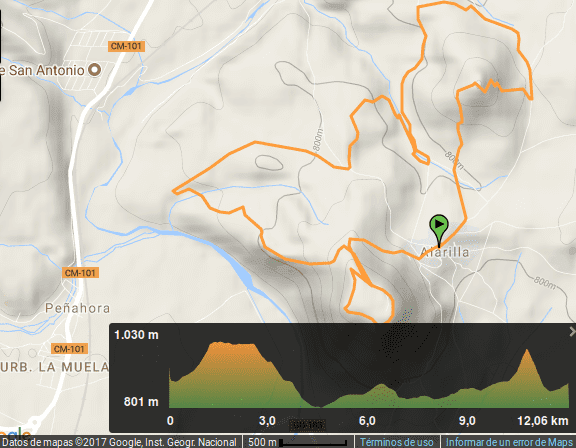 CM-101
e San Antonio
800m
800m
Alarilla
CM-101
800m
Peñahora
CM-101
URB. LA MUELA
1.030 m
801 m
0 3,0 6,0 9,0 12,06 km
Datos de mapas ©2017 Google, Inst. Geogr. Nacional 500 m Términos de uso Informar de un error de Maps